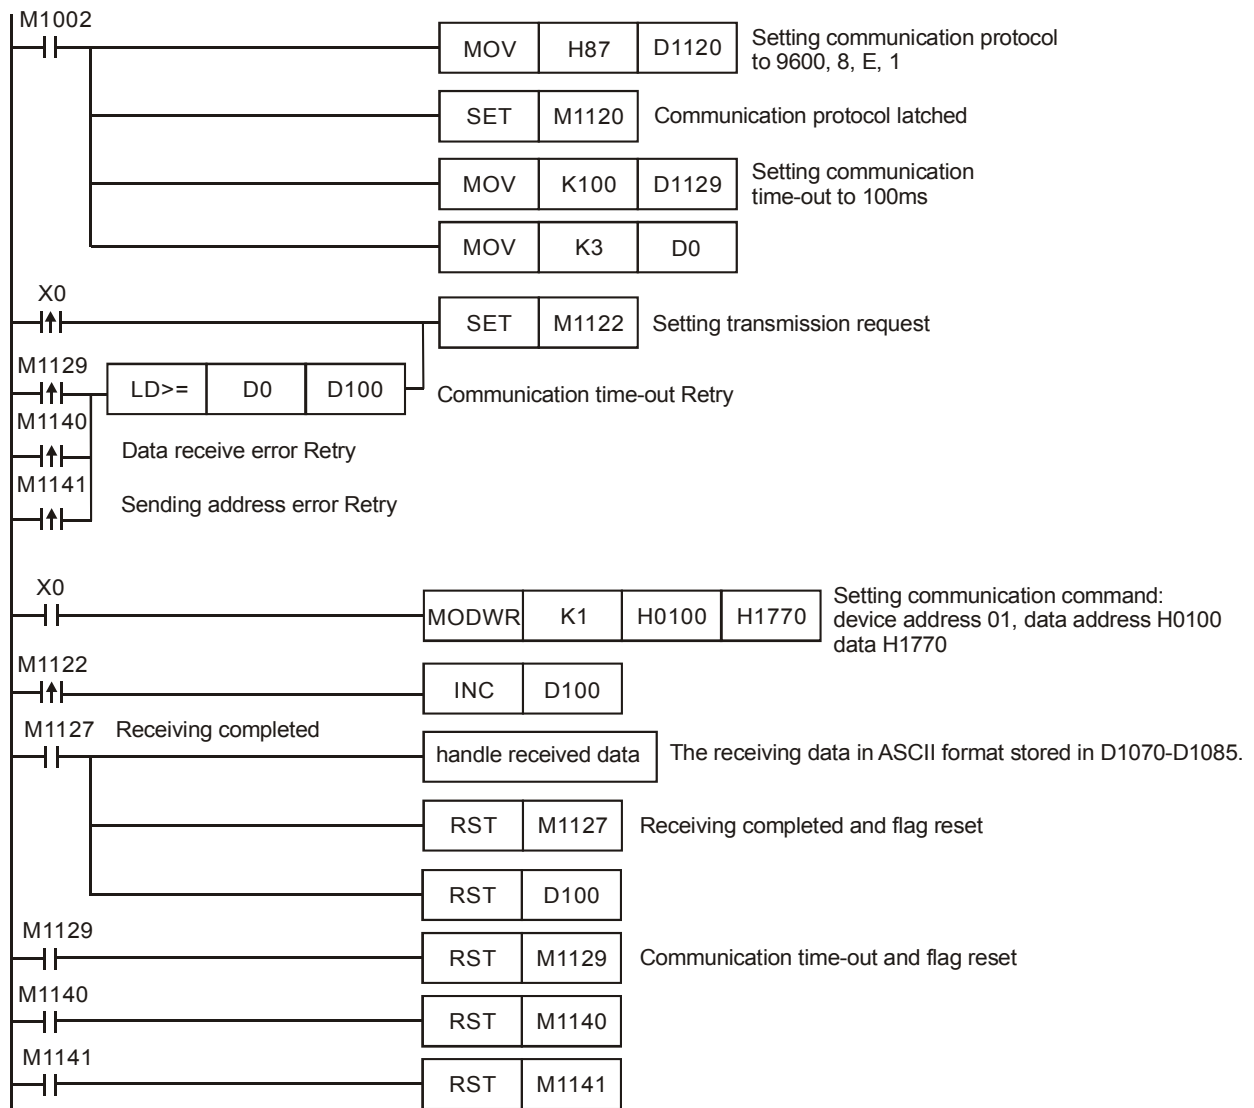 M1002
MOV H87 D1120 Setting communication protocol
to 9600, 8, E, 1
SET M1120 Communication protocol latched
MOV K100 D1129 Setting communication
time-out to 100ms
MOV K3 D0
X0
SET M1122 Setting transmission request
M1129
LD>= D0 D100 Communication time-out Retry
M1140
Data receive error Retry
M1141
Sending address error Retry
X0
MODWR K1 H0100 H1770 Setting communication command:
device address 01, data address H0100
data H1770
M1122
INC D100
M1127 Receiving completed
handle received data The receiving data in ASCII format stored in D1070-D1085.
RST M1127 Receiving completed and flag reset
RST D100
M1129
RST M1129 Communication time-out and flag reset
M1140
RST M1140
M1141
RST M1141